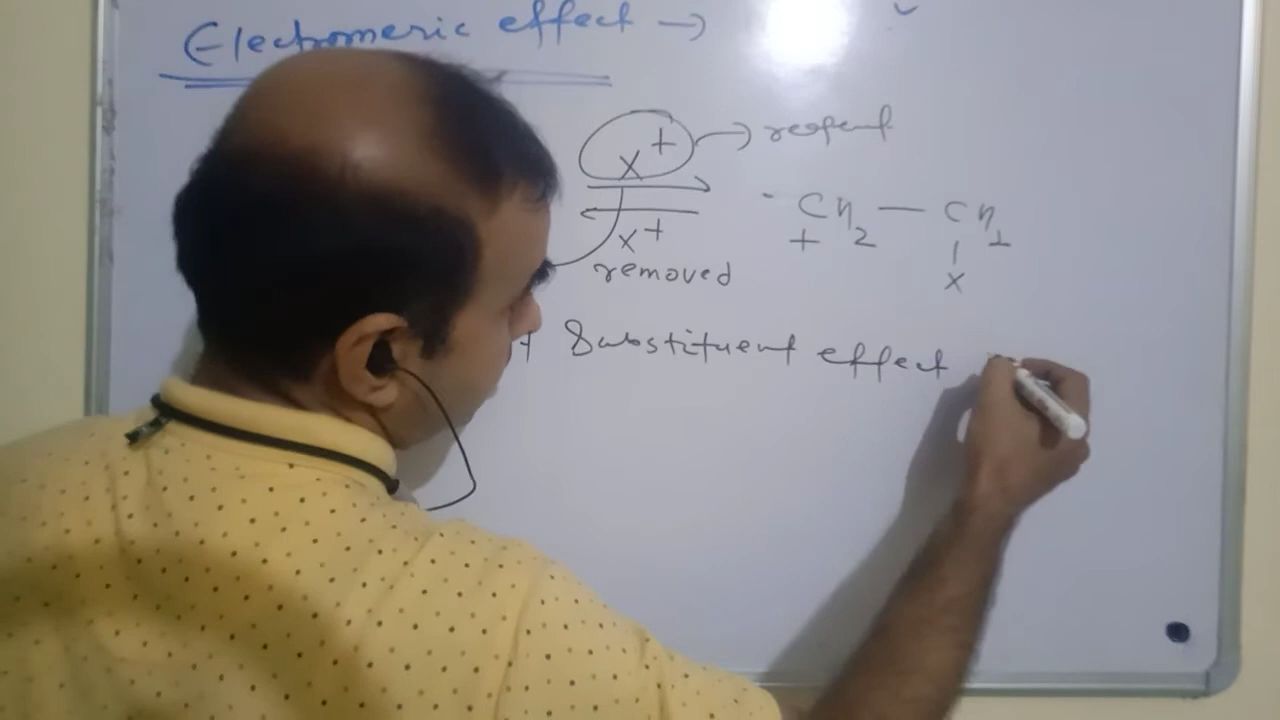 Electromeric effect →
X+ → reagent
X+
removed
CH2 — CH2
+
X
Substituent effect